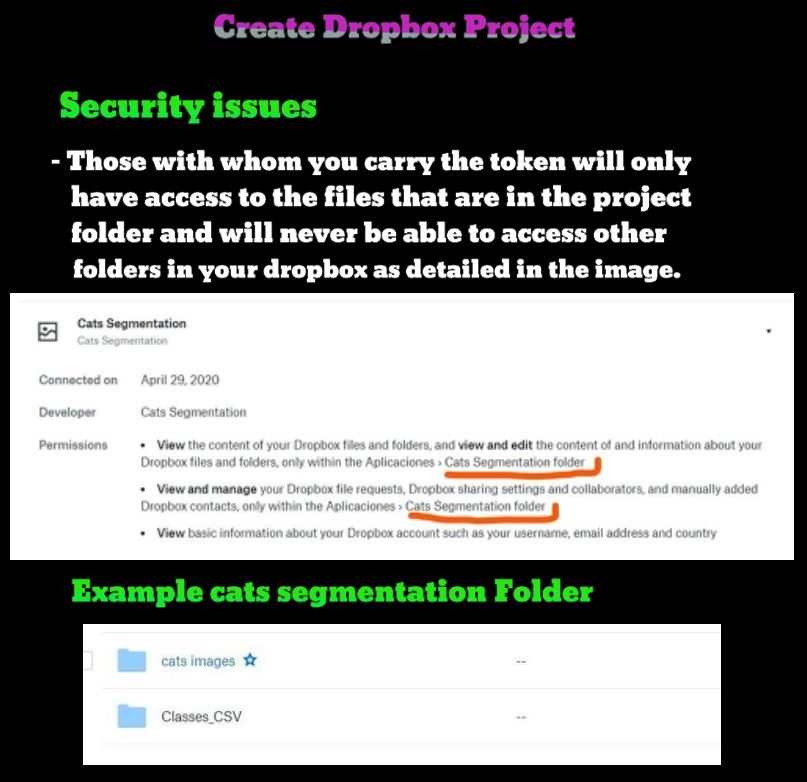 Create Dropbox Project
Security issues
- Those with whom you carry the token will only
have access to the files that are in the project
folder and will never be able to access other
folders in your dropbox as detailed in the image.
Cats Segmentation
Cats Segmentation
Connected on April 29, 2020
Developer Cats Segmentation
Permissions • View the content of your Dropbox files and folders, and view and edit the content of and information about your
Dropbox files and folders, only within the Aplicaciones › Cats Segmentation folder
• View and manage your Dropbox file requests, Dropbox sharing settings and collaborators, and manually added
Dropbox contacts, only within the Aplicaciones › Cats Segmentation folder
• View basic information about your Dropbox account such as your username, email address and country
Example cats segmentation Folder
cats images --
Classes_CSV --